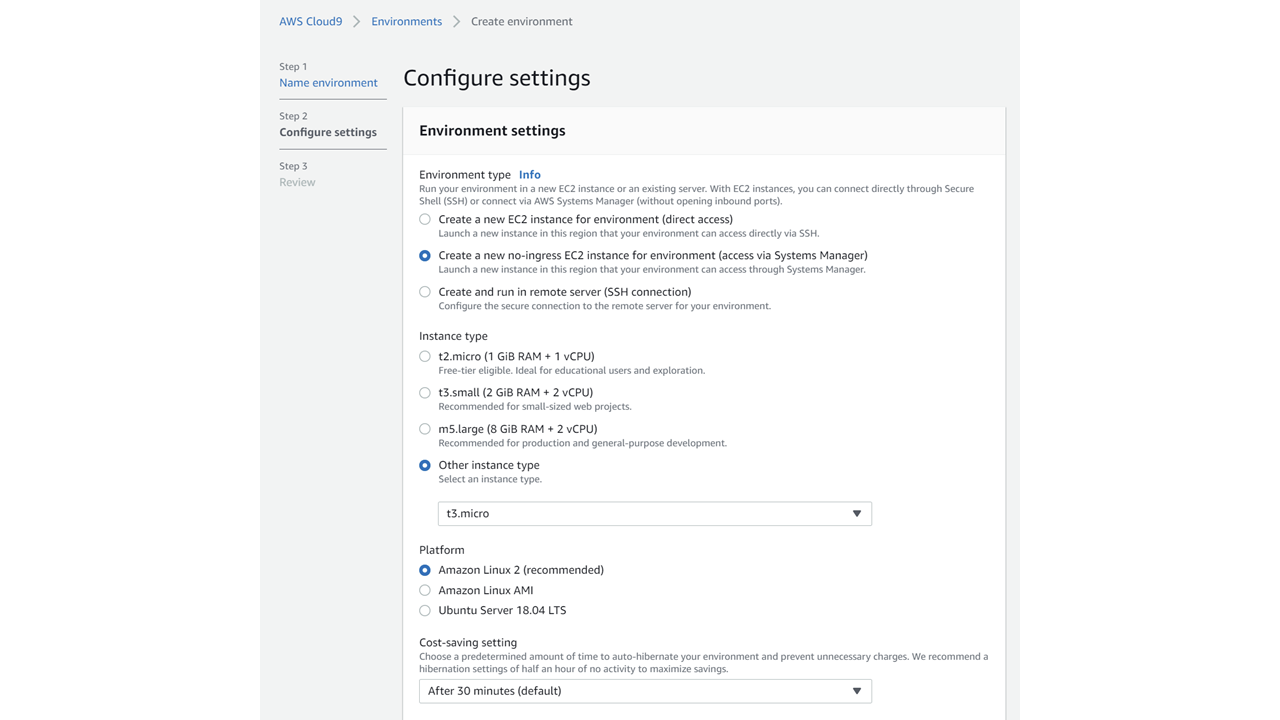 AWS Cloud9 > Environments > Create environment
Step 1
Name environment
Step 2
Configure settings
Step 3
Review
Configure settings
Environment settings
Environment type Info
Run your environment in a new EC2 instance or an existing server. With EC2 instances, you can connect directly through Secure
Shell (SSH) or connect via AWS Systems Manager (without opening inbound ports).
Create a new EC2 instance for environment (direct access)
Launch a new instance in this region that your environment can access directly via SSH.
Create a new no-ingress EC2 instance for environment (access via Systems Manager)
Launch a new instance in this region that your environment can access through Systems Manager.
Create and run in remote server (SSH connection)
Configure the secure connection to the remote server for your environment.
Instance type
t2.micro (1 GiB RAM + 1 vCPU)
Free-tier eligible. Ideal for educational users and exploration.
t3.small (2 GiB RAM + 2 vCPU)
Recommended for small-sized web projects.
m5.large (8 GiB RAM + 2 vCPU)
Recommended for production and general-purpose development.
Other instance type
Select an instance type.
t3.micro
Platform
Amazon Linux 2 (recommended)
Amazon Linux AMI
Ubuntu Server 18.04 LTS
Cost-saving setting
Choose a predetermined amount of time to auto-hibernate your environment and prevent unnecessary charges. We recommend a
hibernation settings of half an hour of no activity to maximize savings.
After 30 minutes (default)